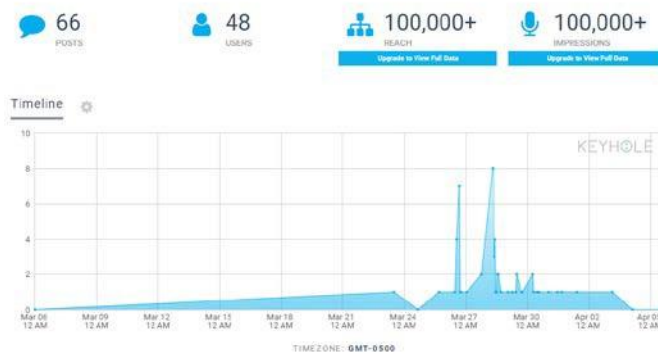 66
POSTS
48
USERS
100,000+
REACH
Upgrade to View Full Data
100,000+
IMPRESSIONS
Upgrade to View Full Data
Timeline
KEYHOLE
10
8
6
4
2
0
Mar 06 12 AM
Mar 09 12 AM
Mar 12 12 AM
Mar 15 12 AM
Mar 18 12 AM
Mar 21 12 AM
Mar 24 12 AM
Mar 27 12 AM
Mar 30 12 AM
Apr 02 12 AM
Apr 12 AM
TIMEZONE: GMT-0500